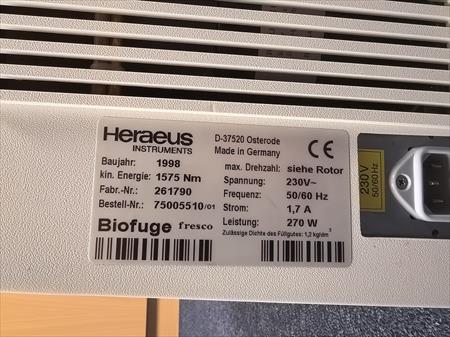 Heraeus
INSTRUMENTS
D-37520 Osterode
Made in Germany
CE
Baujahr: 1998
max. Drehzahl: siehe Rotor
kin. Energie: 1575 Nm
Spannung: 230V~
Fabr.-Nr.: 261790
Frequenz: 50/60 Hz
Bestell-Nr.: 75005510/01
Strom: 1,7 A
Leistung: 270 W
Biofuge fresco
Zulässige Dichte des Füllgutes: 1,2 kg/dm³
230V
50/60Hz